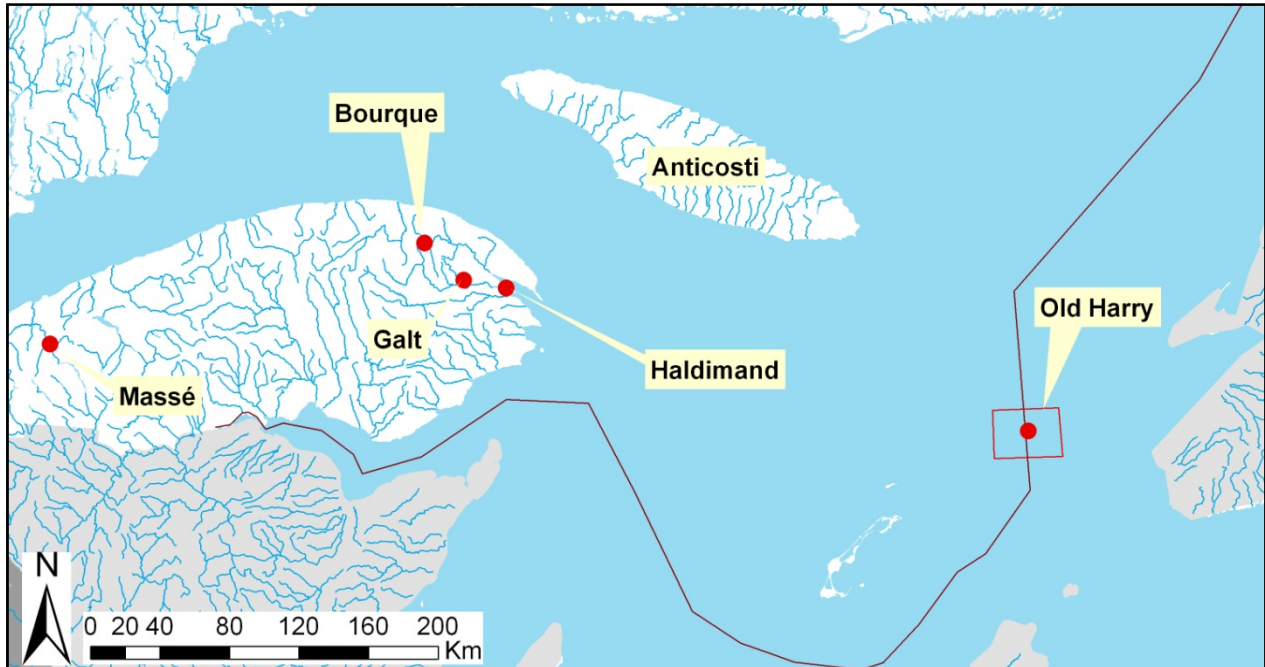 Bourque
Anticosti
Old Harry
Galt
Haldimand
Massé
N
0 20 40 80 120 160 200
Km